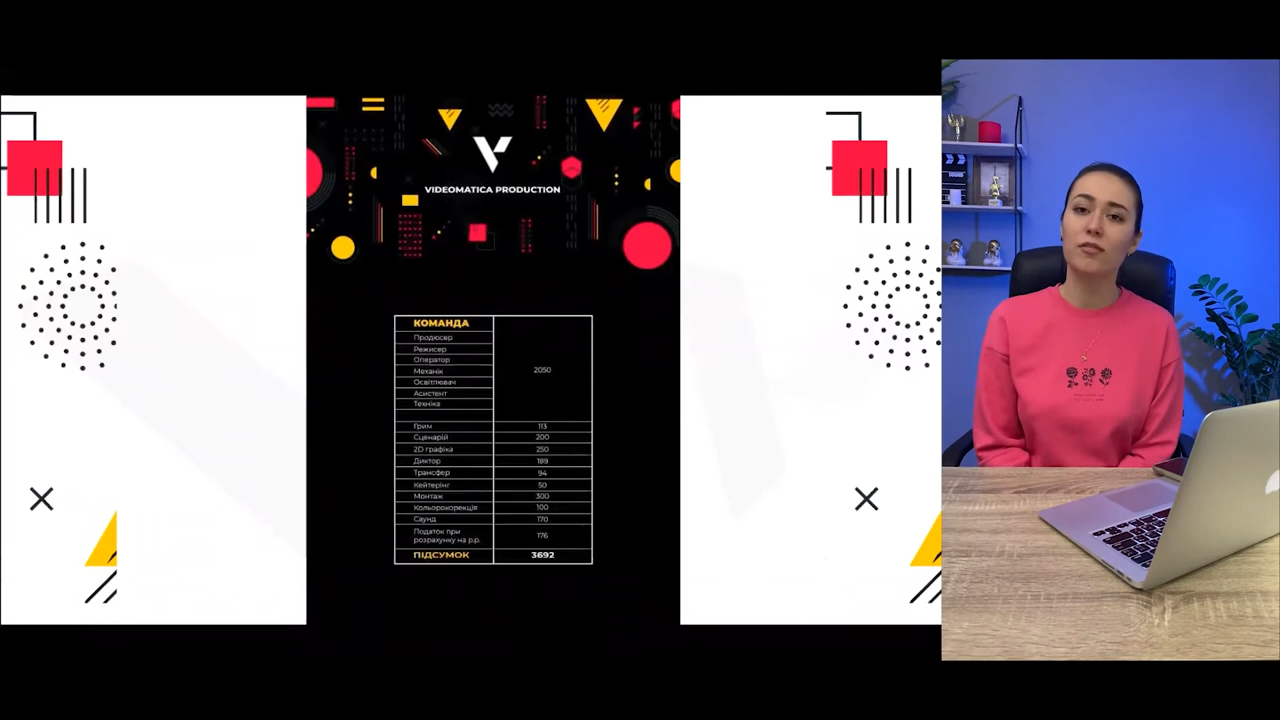 VIDEOMATICA PRODUCTION
КОМАНДА
Продюсер
Режисер
Оператор
Механік
2050
Освітлювач
Асистент
Техніка
Грим 113
Сценарій 200
2D графіка 250
Диктор 189
Трансфер 94
Кейтерінг 50
Монтаж 300
Кольорокорекція 100
Саунд 170
Податок при
розрахунку на р.р. 176
ПІДСУМОК 3692
SOUND